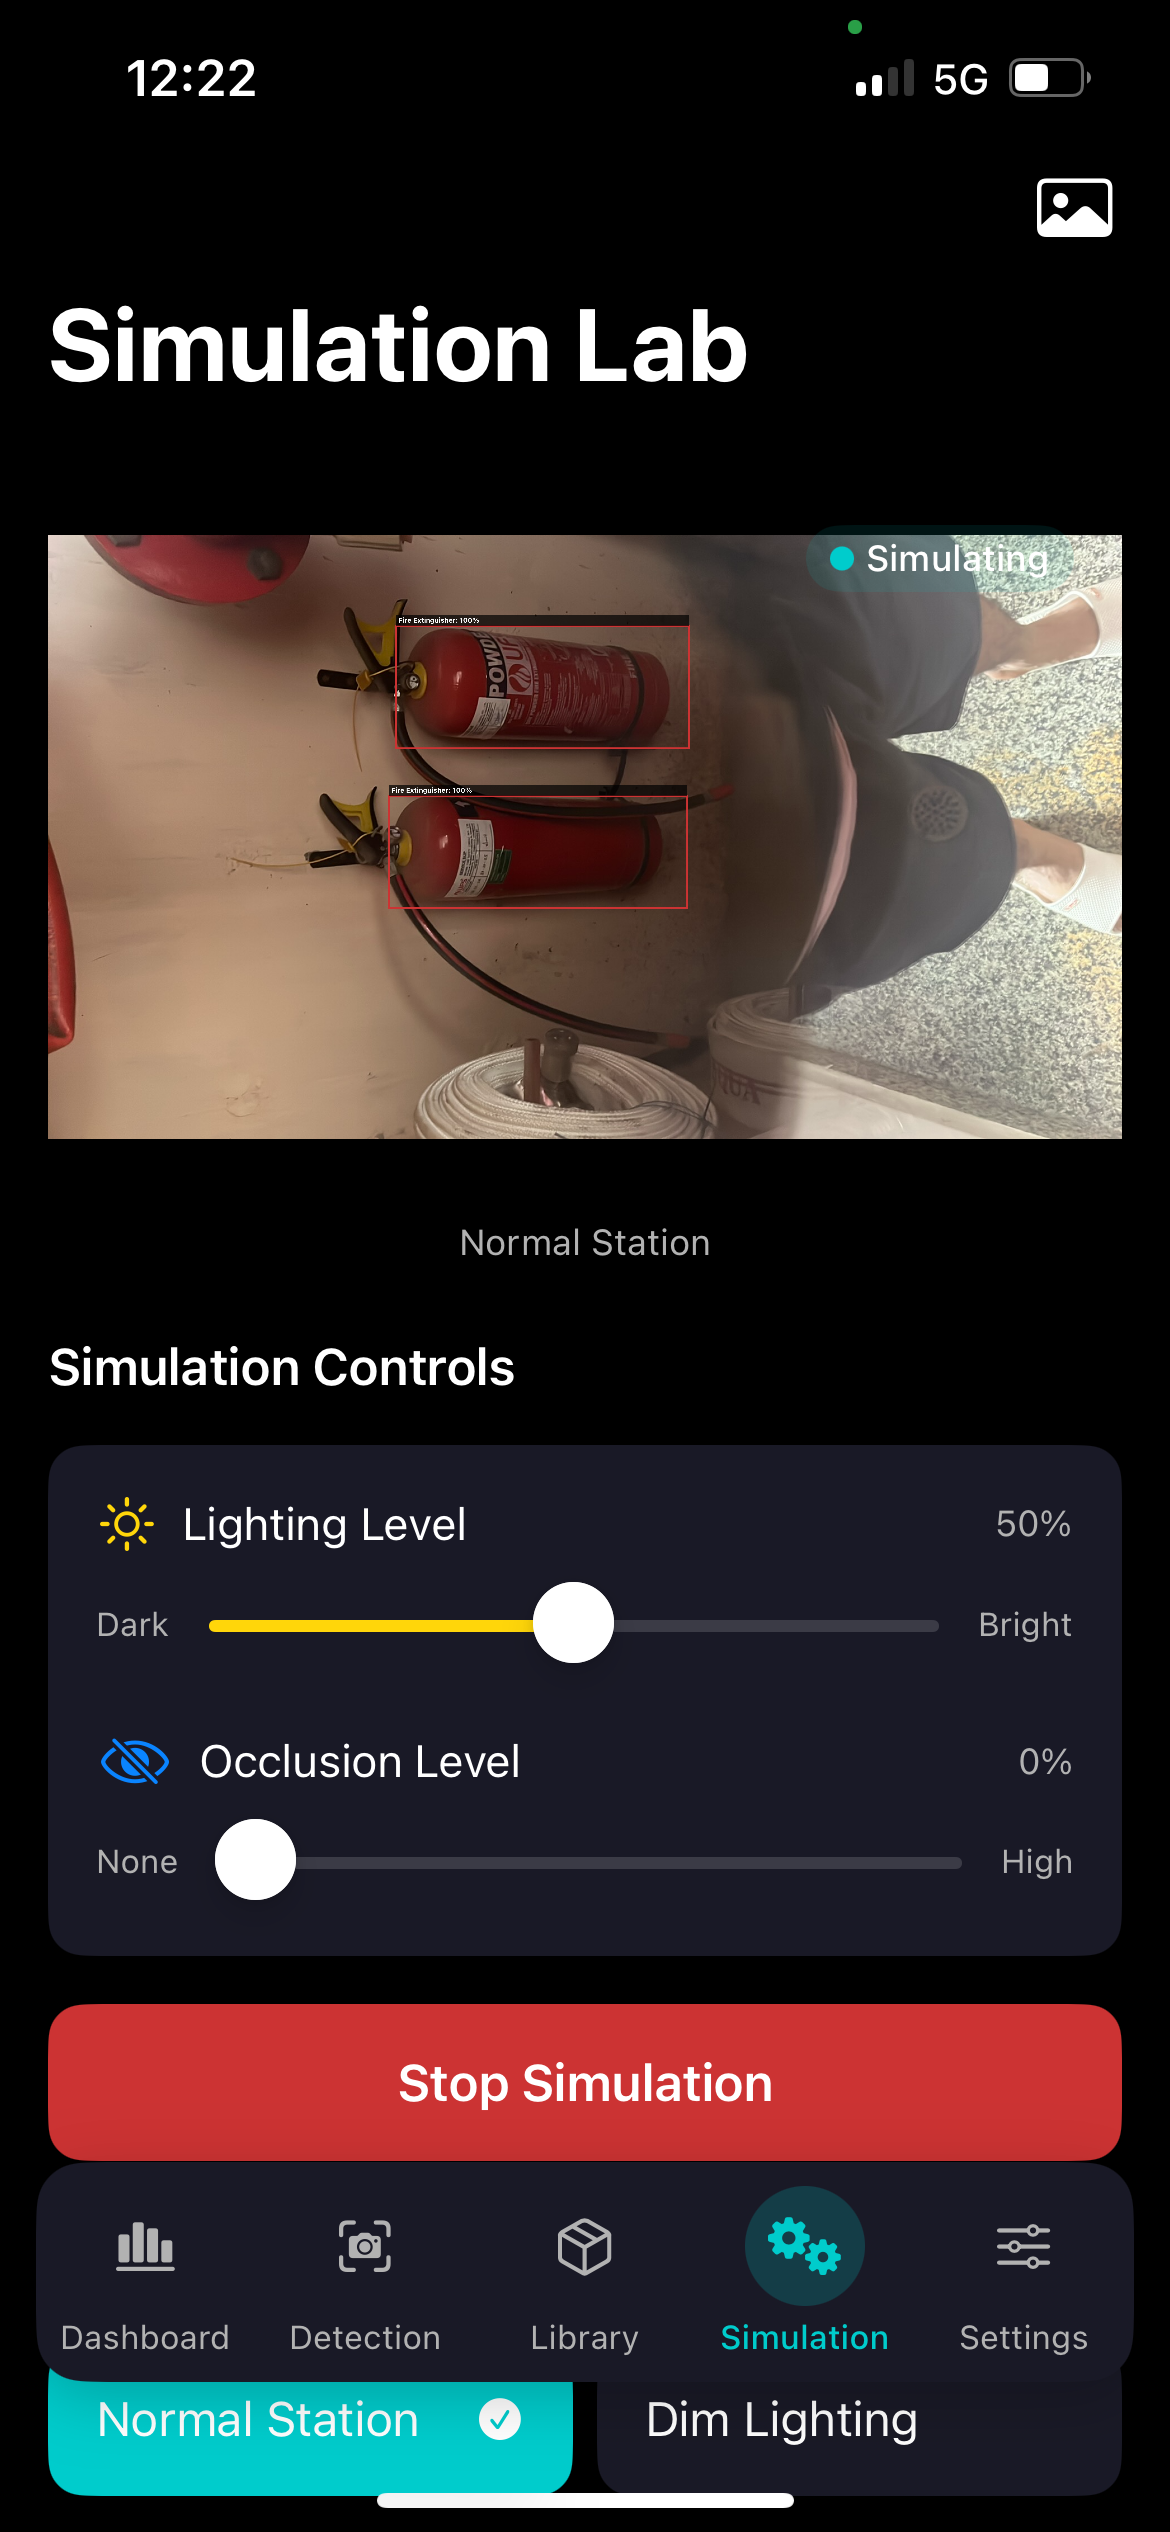 12:22
5G
Simulation Lab
Simulating
Fire Extinguisher: 100%
POWDE
Fire Extinguisher: 100%
Normal Station
Simulation Controls
Lighting Level
50%
Dark
Bright
Occlusion Level
0%
None
High
Stop Simulation
Dashboard
Detection
Library
Simulation
Settings
Normal Station
Dim Lighting